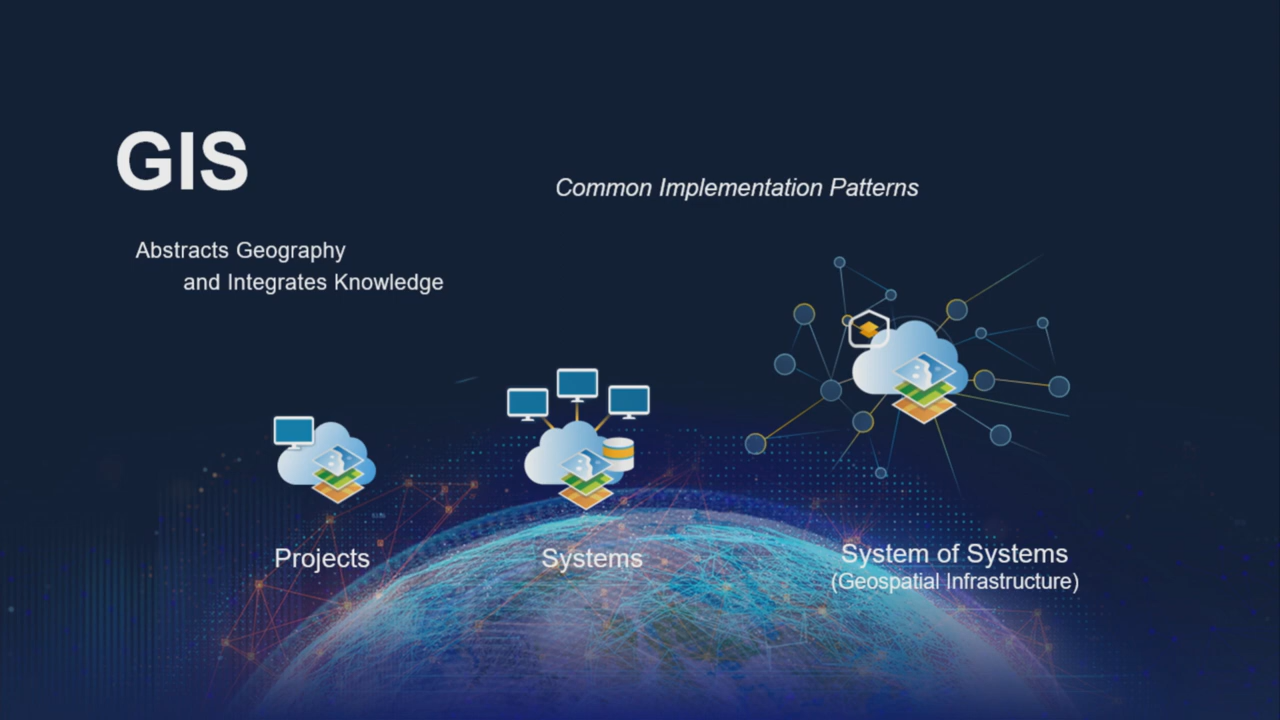 GIS
Common Implementation Patterns
Abstracts Geography
and Integrates Knowledge
Projects
Systems
System of Systems
(Geospatial Infrastructure)